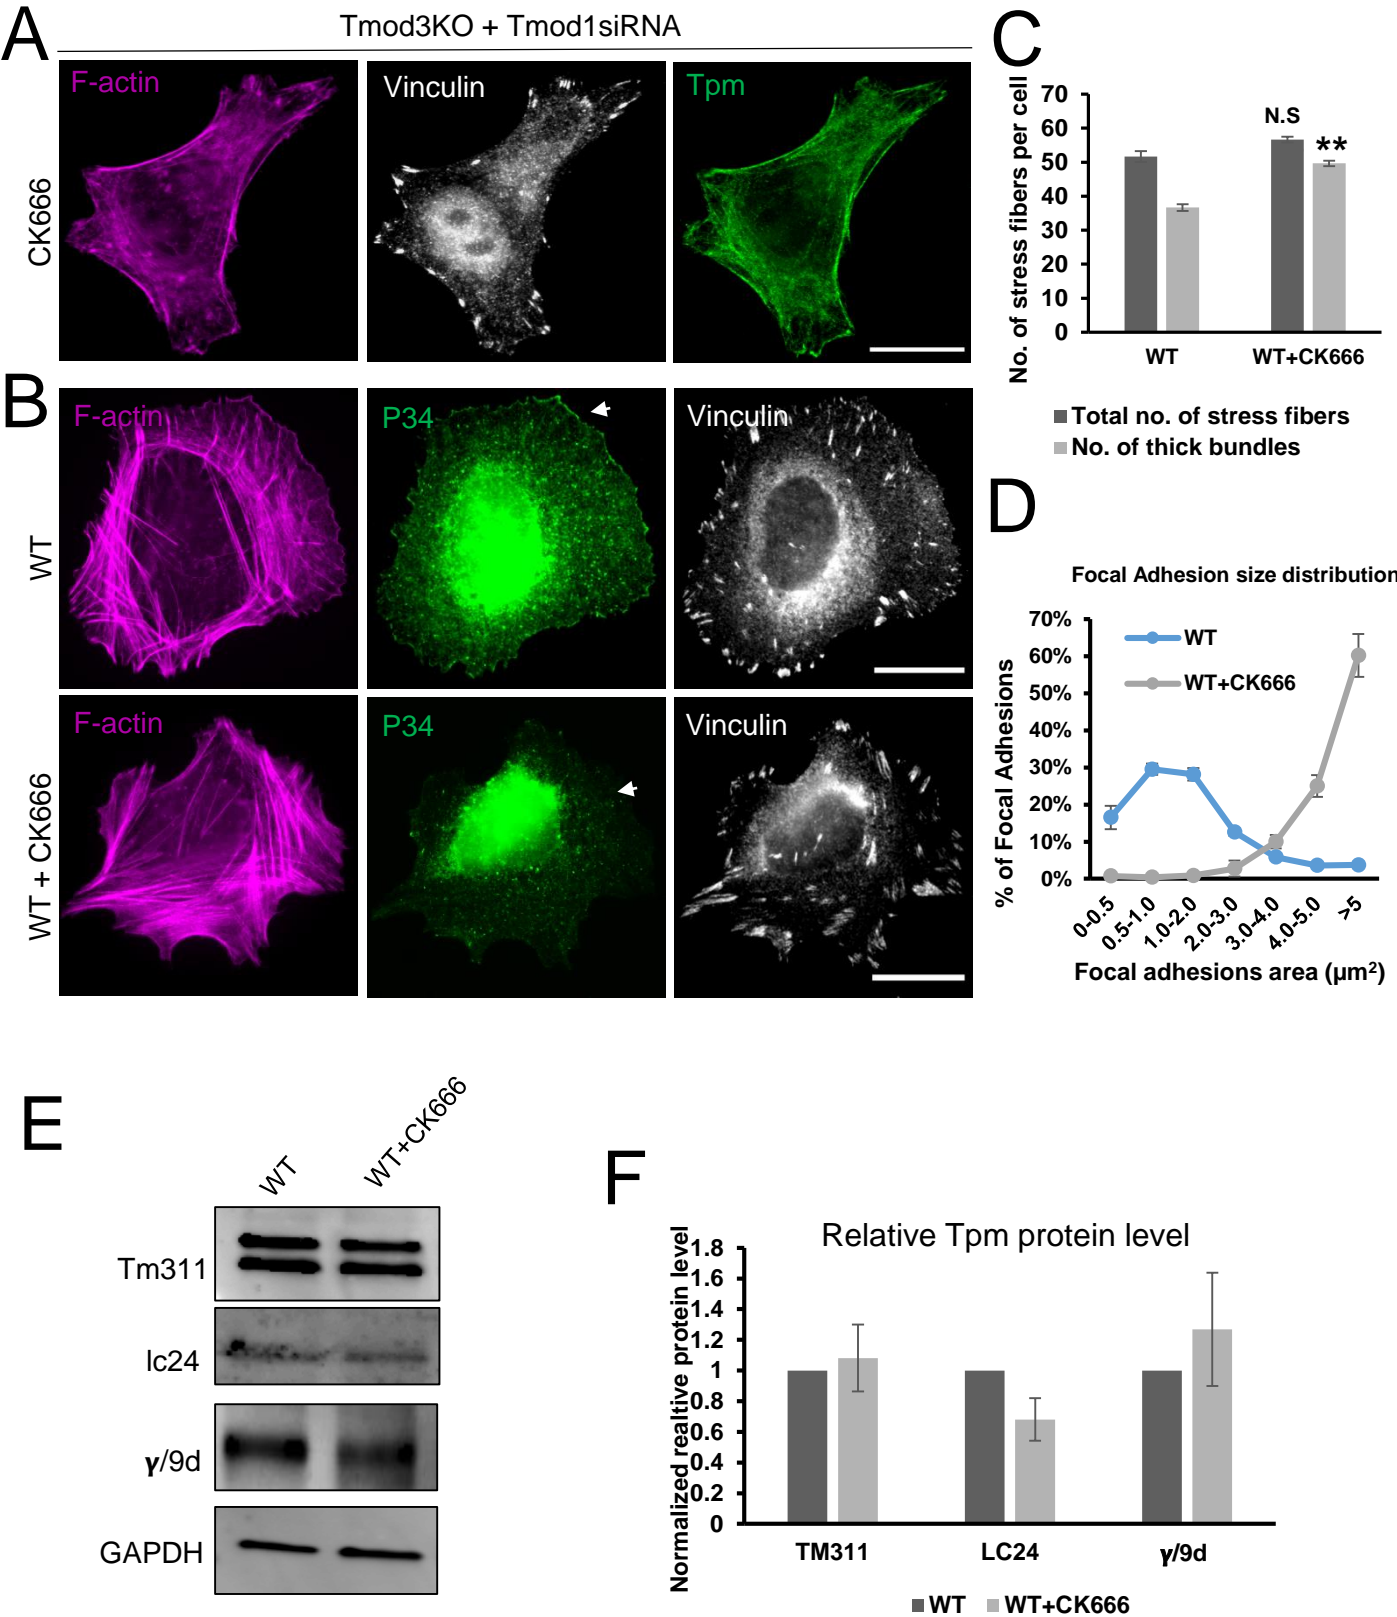 A
Tmod3KO + Tmod1siRNA
CK666
F-actin
Vinculin
Tpm
B
WT
F-actin
P34
Vinculin
WT + CK666
F-actin
P34
Vinculin
C
No. of stress fibers per cell
70
60
50
40
30
20
10
0
N.S
**
WT
WT+CK666
Total no. of stress fibers
No. of thick bundles
D
Focal Adhesion size distribution
% of Focal Adhesions
70%
60%
50%
40%
30%
20%
10%
0%
WT
WT+CK666
0-0.5
0.5-1.0
1.0-2.0
2.0-3.0
3.0-4.0
4.0-5.0
>5
Focal adhesions area (µm²)
E
WT
WT+CK666
Tm311
lc24
γ/9d
GAPDH
F
Relative Tpm protein level
Normalized realtive protein level
1.8
1.6
1.4
1.2
1
0.8
0.6
0.4
0.2
0
TM311
LC24
γ/9d
WT
WT+CK666